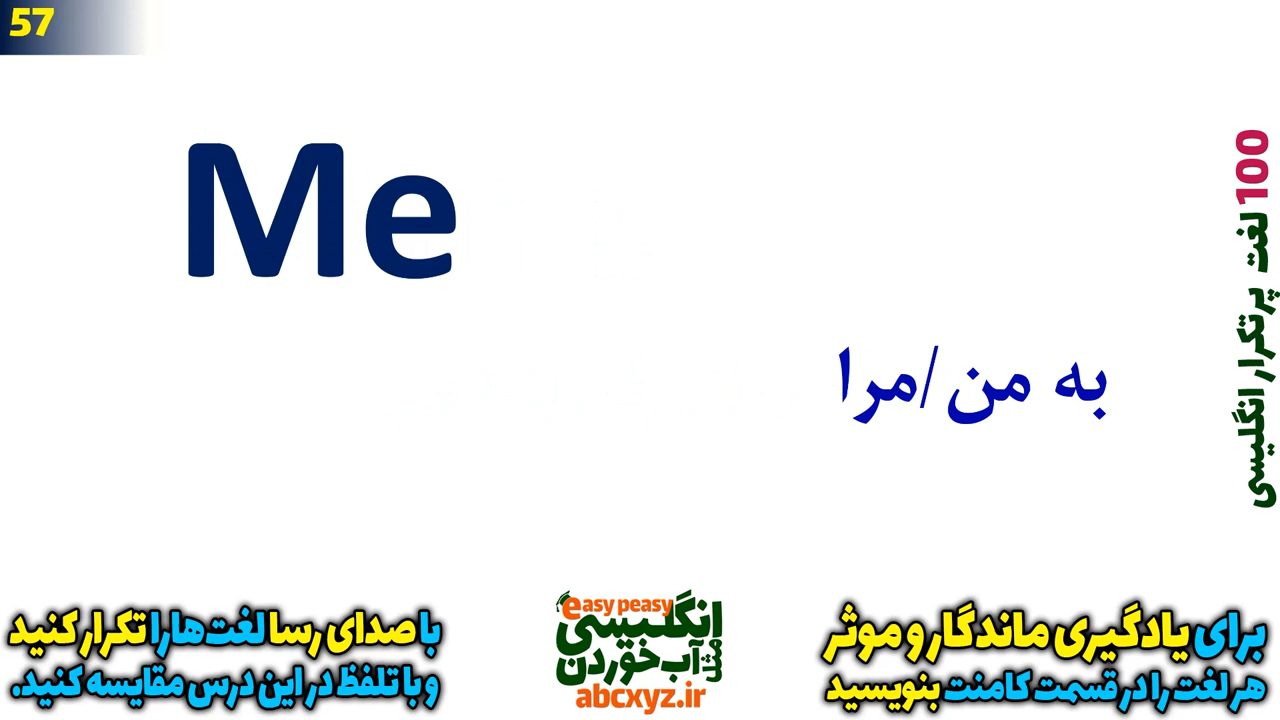 57
Me
به من/مرا
100 لغت پرتکرار انگلیسی
با صدای رسا لغت‌ها را تکرار کنید
و با تلفظ در این درس مقایسه کنید.
easy peasy
انگلیسی
مثل
آب خوردن
abcxyz.ir
برای یادگیری ماندگار و موثر
هر لغت را در قسمت کامنت بنویسید